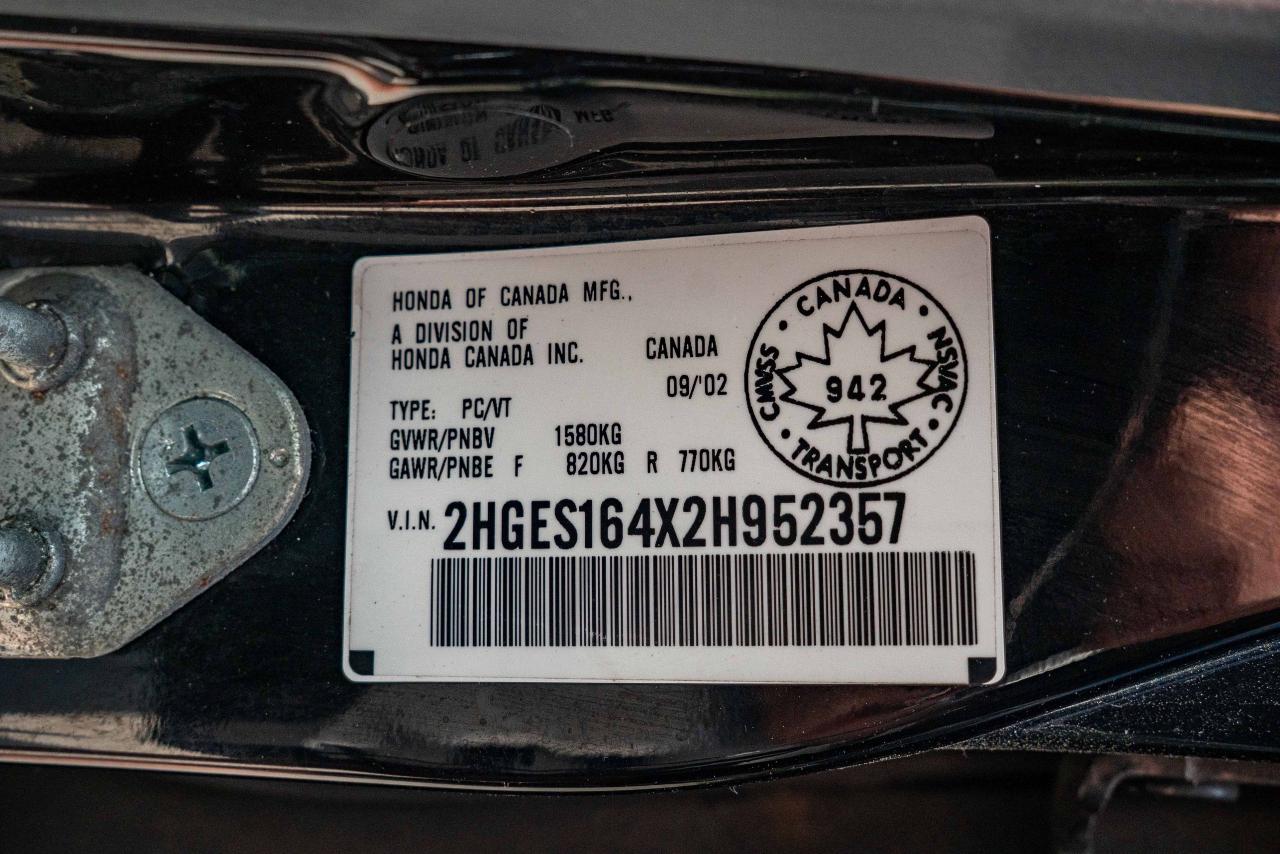 HONDA OF CANADA MFG.,
A DIVISION OF
HONDA CANADA INC. CANADA
09/'02
TYPE: PC/VT
GVWR/PNBV 1580KG
GAWR/PNBE F 820KG R 770KG
V.I.N. 2HGES164X2H952357
CANADA
CMVSS 942 NSVAC
TRANSPORT